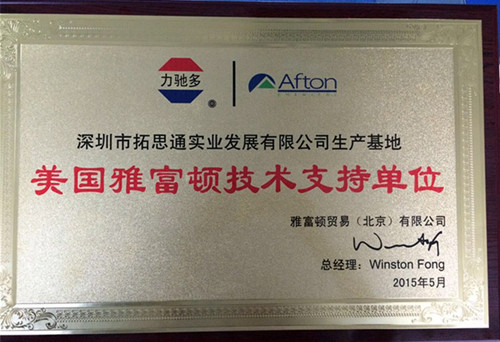 力驰多
®
Afton
CHEMICAL
深圳市拓思通实业发展有限公司生产基地
美国雅富顿技术支持单位
雅富顿贸易（北京）有限公司
总经理：Winston Fong
2015年5月